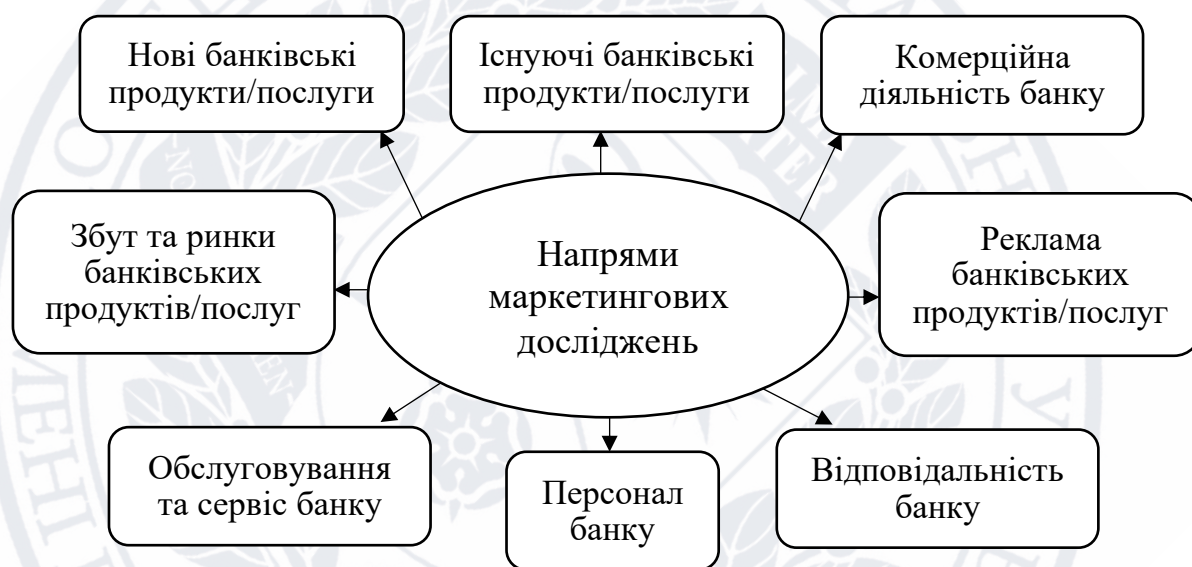 Нові банківські
продукти/послуги
Існуючі банківські
продукти/послуги
Комерційна
діяльність банку
Збут та ринки
банківських
продуктів/послуг
Напрями
маркетингових
досліджень
Реклама
банківських
продуктів/послуг
Обслуговування
та сервіс банку
Персонал
банку
Відповідальність
банку